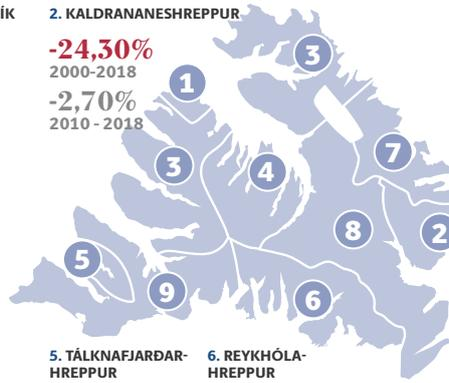 ÍK
2. KALDRANANESHREPPUR
-24,30%
2000-2018
-2,70%
2010 - 2018
3
1
7
3
4
8
2
5
9
6
5. TÁLKNAFJARÐAR-
HREPPUR
6. REYKHÓLA-
HREPPUR